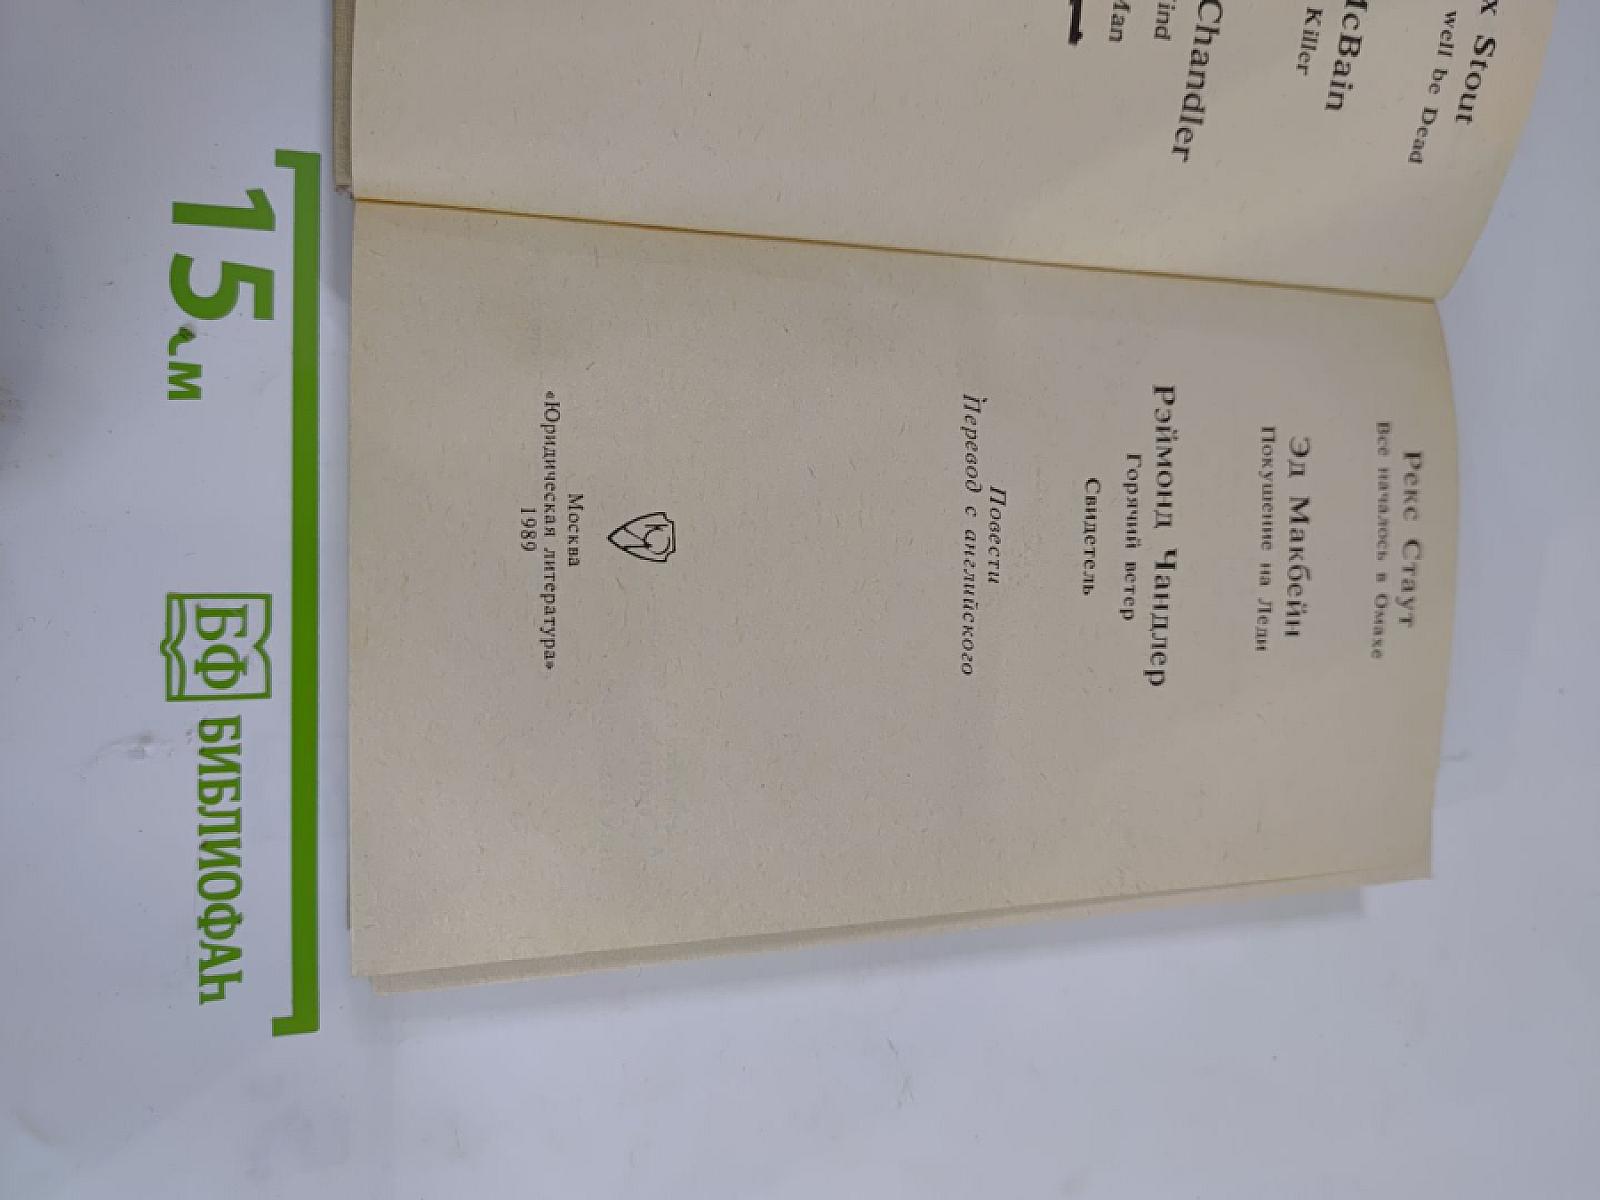 x Stout
well be Dead
McBain
Killer
Chandler
ind
Man
Рекс Стаут
Все началось в Омахе
Эд Макбейн
Покушение на Леди
Рэймонд Чандлер
Горячий ветер
Свидетель
Повести
Перевод с английского
Москва
«Юридическая литература»
1989
15 см
БФ БИБЛИОФАН